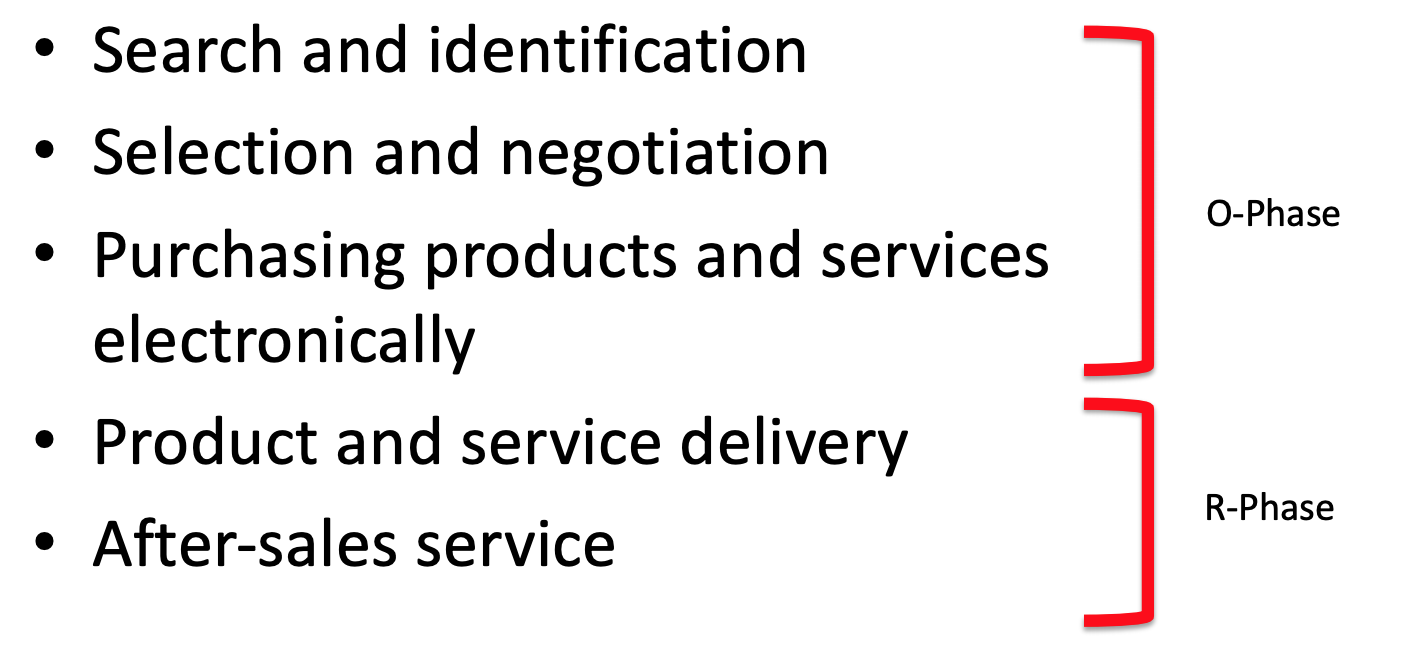 • Search and identification
• Selection and negotiation
• Purchasing products and services
electronically
O-Phase
• Product and service delivery
• After-sales service
R-Phase